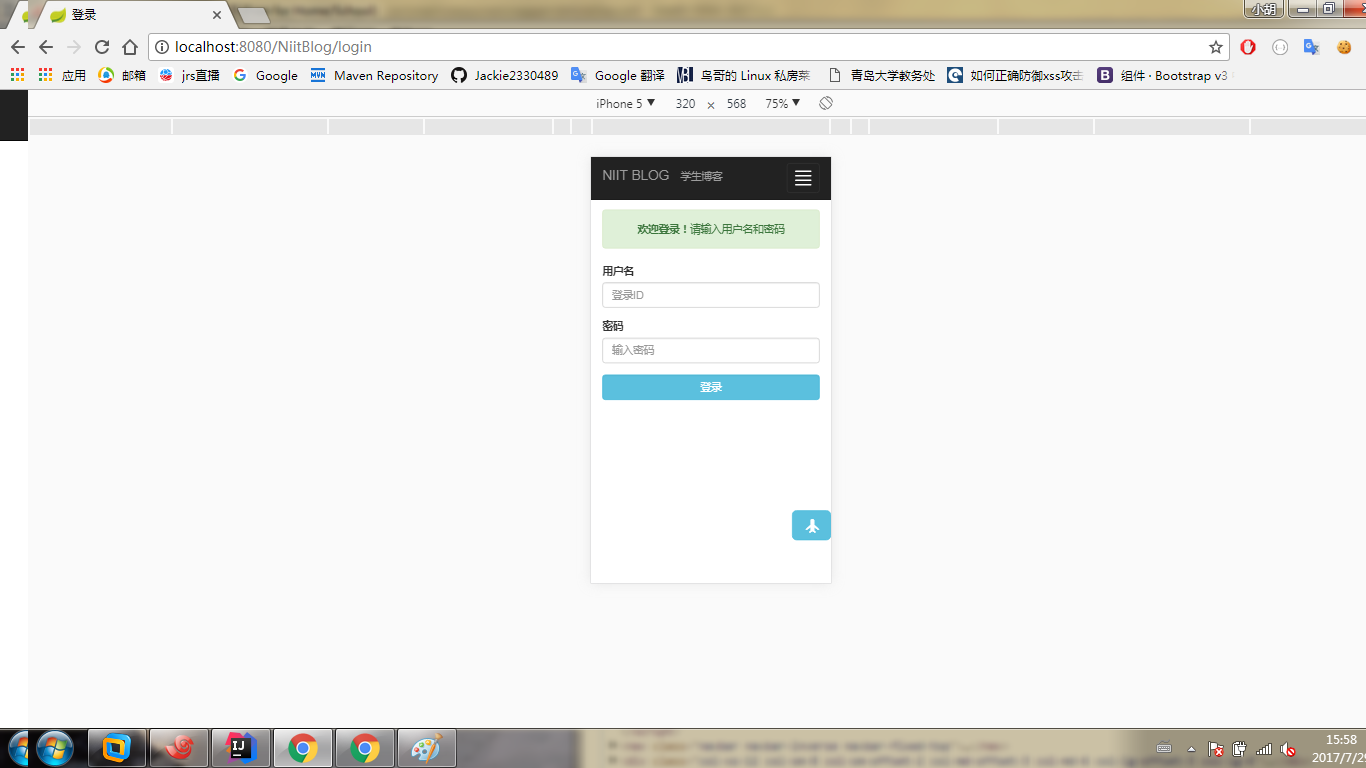 登录
小胡
localhost:8080/NiitBlog/login
应用 邮箱 jrs直播 Google Maven Repository Jackie2330489 Google 翻译 鸟哥的 Linux 私房菜 青岛大学教务处 如何正确防御xss攻击 组件 · Bootstrap v3
iPhone 5 ▼ 320 × 568 75% ▼
NIIT BLOG 学生博客
欢迎登录！请输入用户名和密码
用户名
登录ID
密码
输入密码
登录
15:58